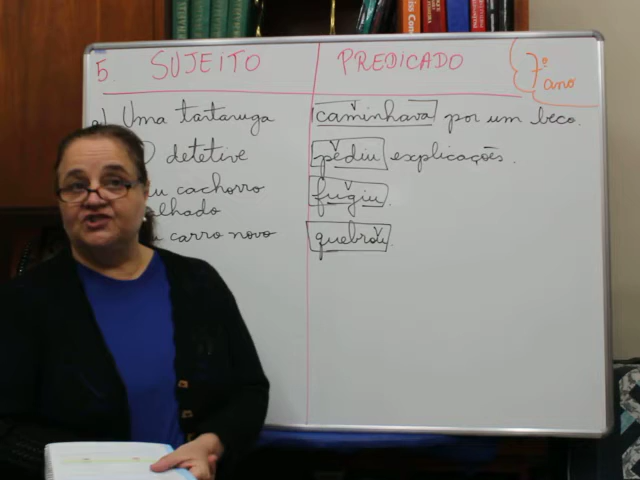 5. SUJEITO PREDICADO 7º ano
a) Uma tartaruga caminhava por um beco.
O detetive pediu explicações.
cachorro fugiu.
carro novo quebrou.